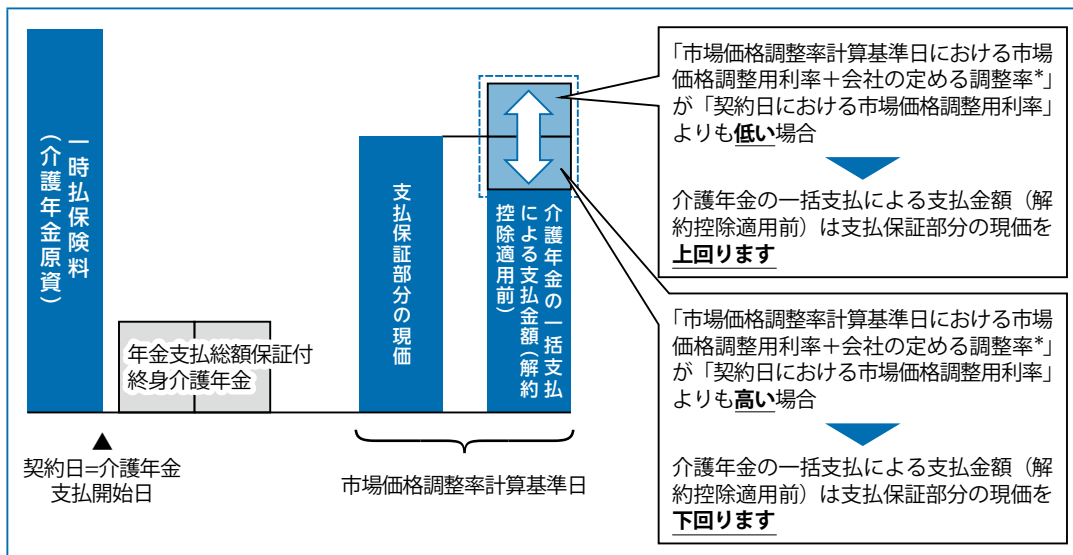 一時払保険料
（介護年金原資）
年金支払総額保証付
終身介護年金
支払保証部分の現価
介護年金の一括支払
による支払金額（解約
控除適用前）
▲
契約日=介護年金
支払開始日
市場価格調整率計算基準日
「市場価格調整率計算基準日における市場
価格調整用利率＋会社の定める調整率*」
が「契約日における市場価格調整用利率」
よりも低い場合
介護年金の一括支払による支払金額（解
約控除適用前）は支払保証部分の現価を
上回ります
「市場価格調整率計算基準日における市場
価格調整用利率＋会社の定める調整率*」
が「契約日における市場価格調整用利率」
よりも高い場合
介護年金の一括支払による支払金額（解
約控除適用前）は支払保証部分の現価を
下回ります